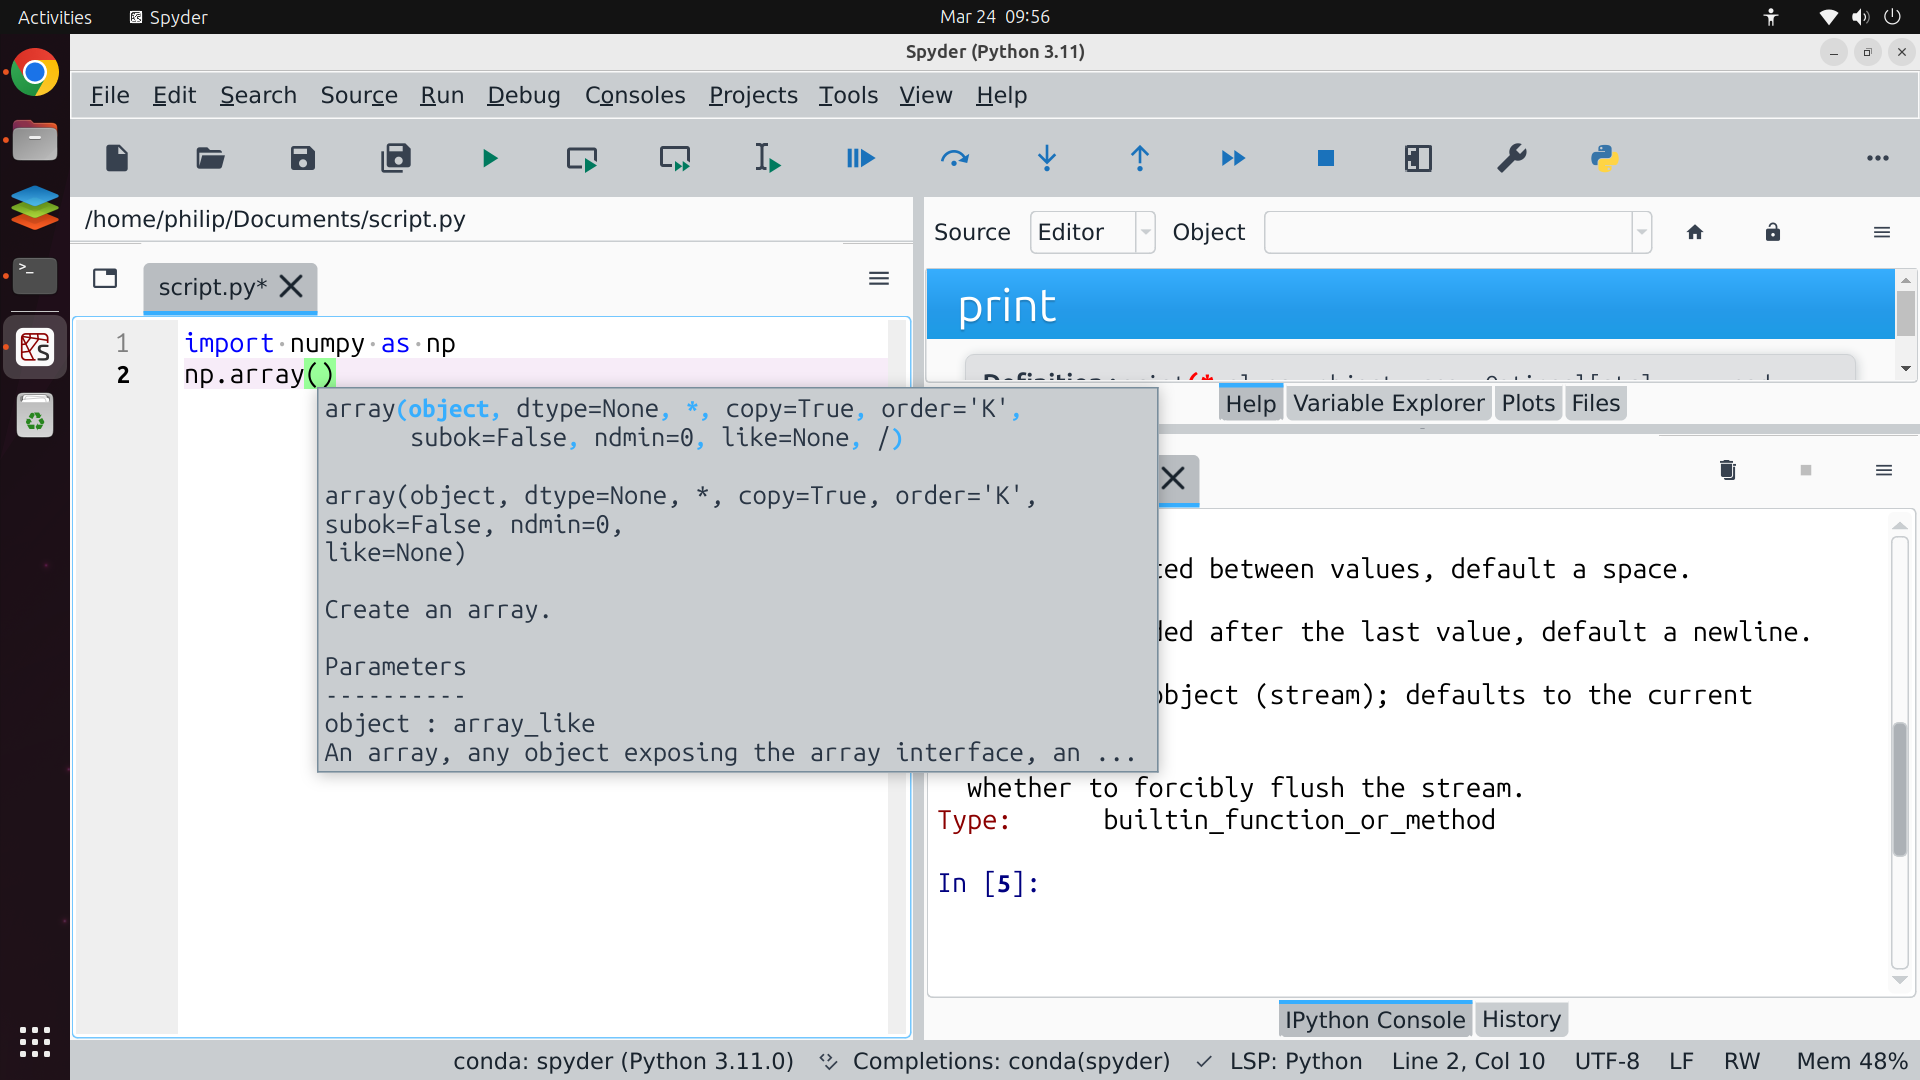 Activities Spyder Mar 24 09:56
Spyder (Python 3.11)
File Edit Search Source Run Debug Consoles Projects Tools View Help
/home/philip/Documents/script.py
Source Editor Object
script.py*
print
1 import numpy as np
2 np.array()
array(object, dtype=None, *, copy=True, order='K',
subok=False, ndmin=0, like=None, /)
array(object, dtype=None, *, copy=True, order='K',
subok=False, ndmin=0,
like=None)
Create an array.
Parameters
----------
object : array_like
An array, any object exposing the array interface, an ...
Help Variable Explorer Plots Files
between values, default a space.
after the last value, default a newline.
(stream); defaults to the current
whether to forcibly flush the stream.
Type: builtin_function_or_method
In [5]:
IPython Console History
conda: spyder (Python 3.11.0) Completions: conda(spyder) LSP: Python Line 2, Col 10 UTF-8 LF RW Mem 48%